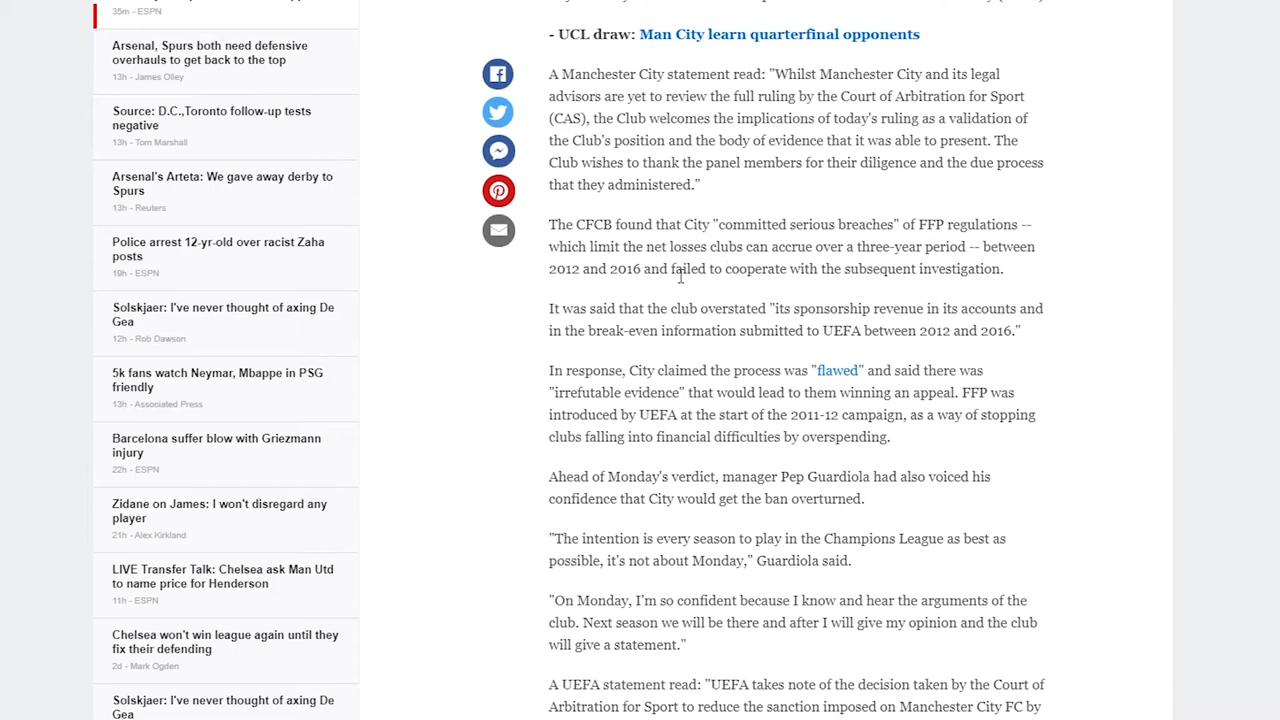 35m - ESPN
Arsenal, Spurs both need defensive
overhauls to get back to the top
13h - James Olley
Source: D.C.,Toronto follow-up tests
negative
13h - Tom Marshall
Arsenal's Arteta: We gave away derby to
Spurs
13h - Reuters
Police arrest 12-yr-old over racist Zaha
posts
19h - ESPN
Solskjaer: I've never thought of axing De
Gea
12h - Rob Dawson
5k fans watch Neymar, Mbappe in PSG
friendly
13h - Associated Press
Barcelona suffer blow with Griezmann
injury
22h - ESPN
Zidane on James: I won't disregard any
player
21h - Alex Kirkland
LIVE Transfer Talk: Chelsea ask Man Utd
to name price for Henderson
11h - ESPN
Chelsea won't win league again until they
fix their defending
2d - Mark Ogden
Solskjaer: I've never thought of axing De
Gea
- UCL draw: Man City learn quarterfinal opponents
A Manchester City statement read: "Whilst Manchester City and its legal
advisors are yet to review the full ruling by the Court of Arbitration for Sport
(CAS), the Club welcomes the implications of today's ruling as a validation of
the Club's position and the body of evidence that it was able to present. The
Club wishes to thank the panel members for their diligence and the due process
that they administered."
The CFCB found that City "committed serious breaches" of FFP regulations --
which limit the net losses clubs can accrue over a three-year period -- between
2012 and 2016 and failed to cooperate with the subsequent investigation.
It was said that the club overstated "its sponsorship revenue in its accounts and
in the break-even information submitted to UEFA between 2012 and 2016."
In response, City claimed the process was "flawed" and said there was
"irrefutable evidence" that would lead to them winning an appeal. FFP was
introduced by UEFA at the start of the 2011-12 campaign, as a way of stopping
clubs falling into financial difficulties by overspending.
Ahead of Monday's verdict, manager Pep Guardiola had also voiced his
confidence that City would get the ban overturned.
"The intention is every season to play in the Champions League as best as
possible, it's not about Monday," Guardiola said.
"On Monday, I'm so confident because I know and hear the arguments of the
club. Next season we will be there and after I will give my opinion and the club
will give a statement."
A UEFA statement read: "UEFA takes note of the decision taken by the Court of
Arbitration for Sport to reduce the sanction imposed on Manchester City FC by